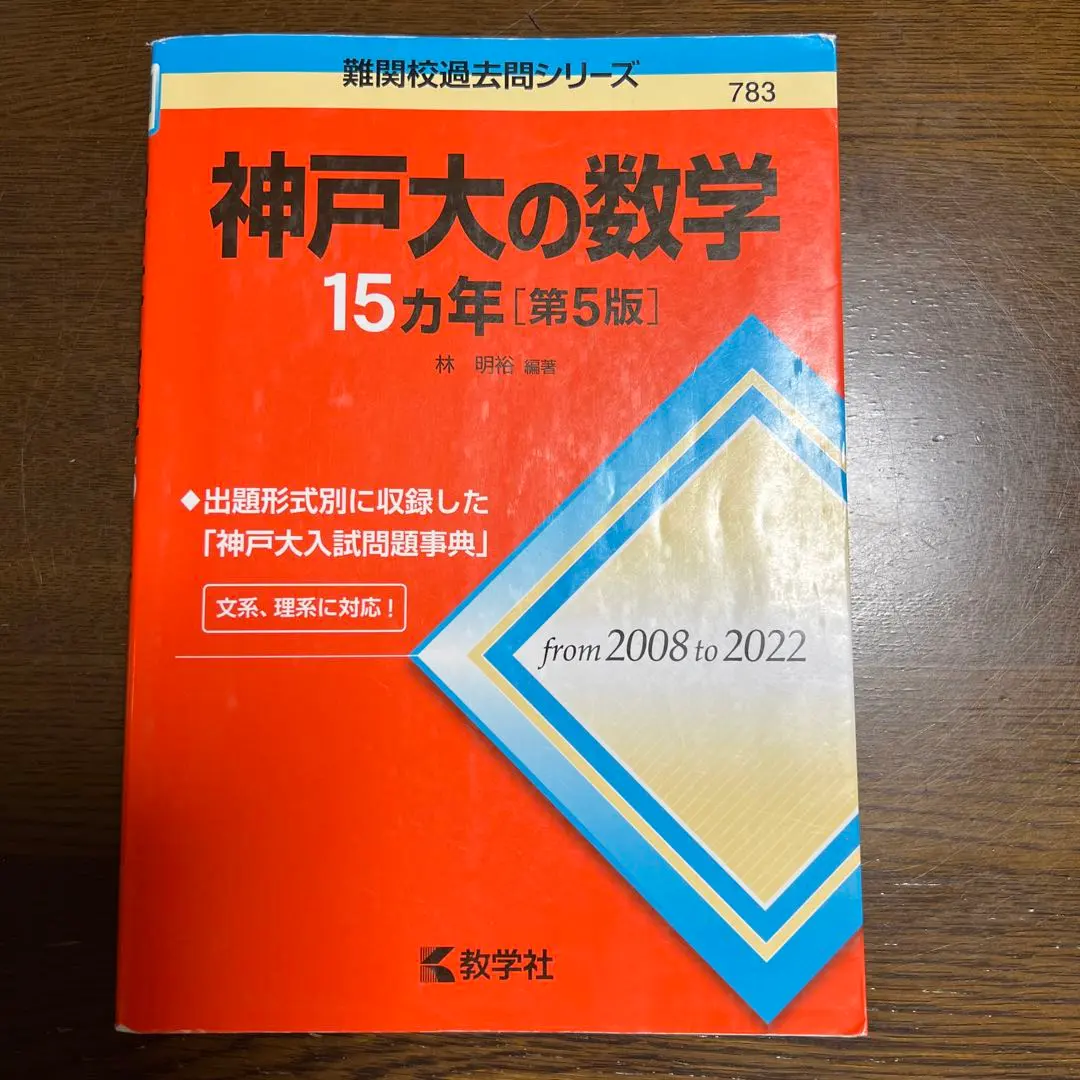 難関校過去問シリーズ
783
神戸大の数学
15カ年[第5版]
林 明裕 編著
◆出題形式別に収録した
「神戸大入試問題事典」
文系、理系に対応!
from 2008 to 2022
教学社